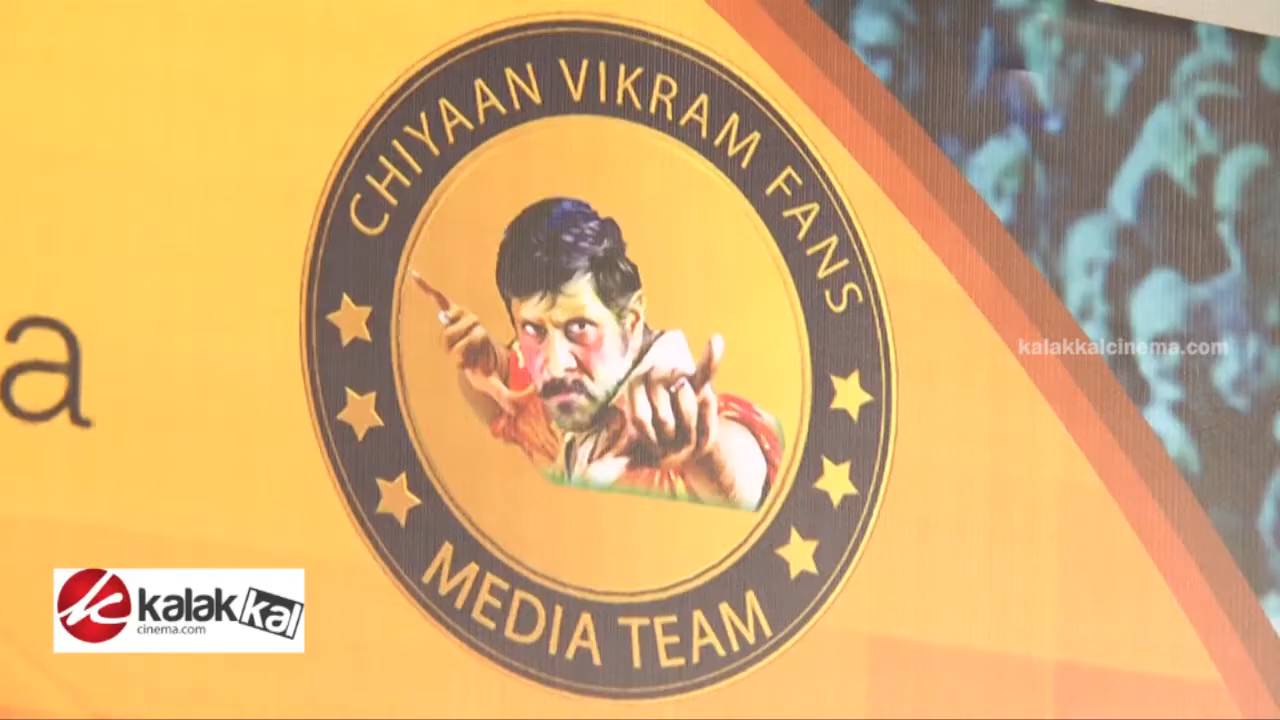 CHIYAAN VIKRAM FANS
a
kalakkalcinema.com
MEDIA TEAM
kalakkal
cinema.com